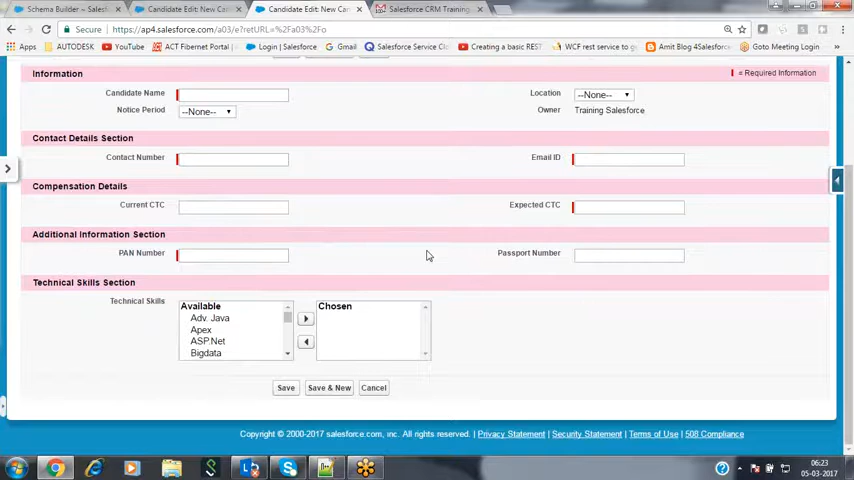 Schema Builder ~ Salesf
Candidate Edit: New Can
Candidate Edit: New Can
Salesforce CRM Training
Secure https://ap4.salesforce.com/a03/e?retURL=%2Fa03%2Fo
Apps AUTODESK YouTube ACT Fibernet Portal Login | Salesforce Gmail Salesforce Service Clo Creating a basic REST WCF rest service to g Amit Blog 4Salesforce Goto Meeting Login
Information = Required Information
Candidate Name Location --None--
Notice Period --None-- Owner Training Salesforce
Contact Details Section
Contact Number Email ID
Compensation Details
Current CTC Expected CTC
Additional Information Section
PAN Number Passport Number
Technical Skills Section
Technical Skills Available Chosen
Adv. Java
Apex
ASP.Net
Bigdata
Save Save & New Cancel
Copyright © 2000-2017 salesforce.com, inc. All rights reserved. | Privacy Statement | Security Statement | Terms of Use | 508 Compliance
06:23
05-03-2017